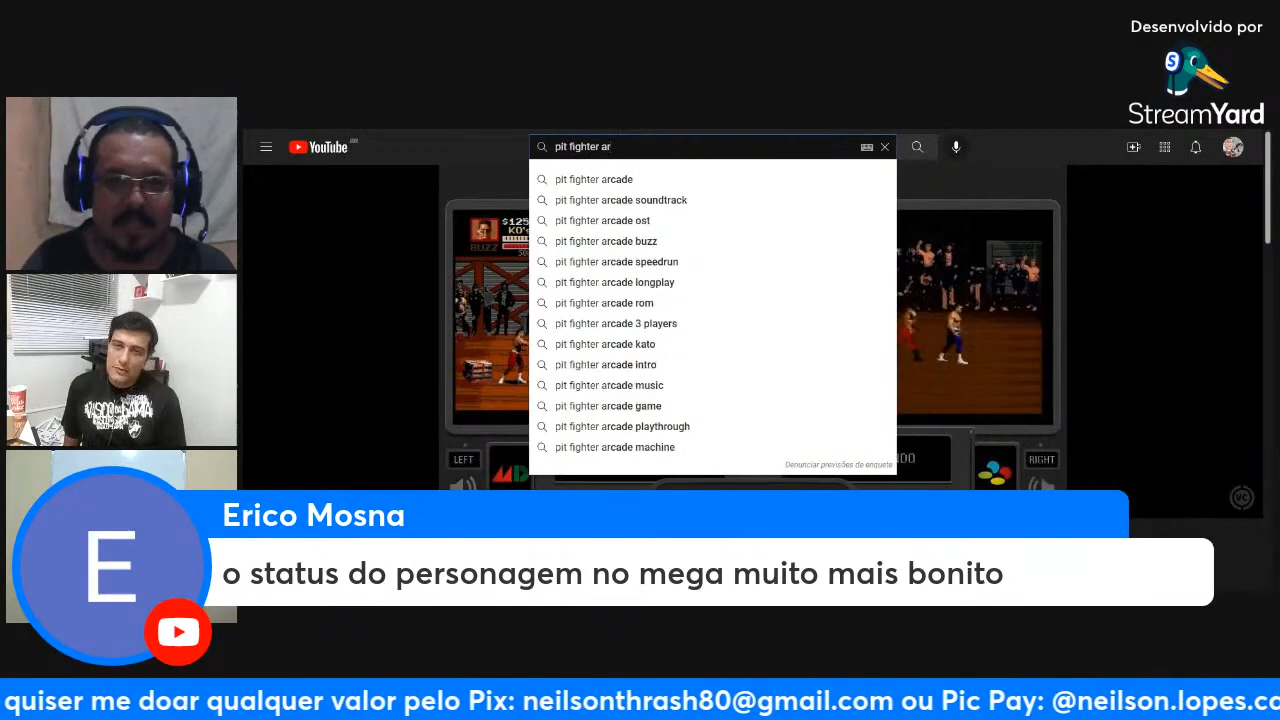 Desenvolvido por
StreamYard
YouTube
pit fighter ar
pit fighter arcade
pit fighter arcade soundtrack
pit fighter arcade ost
pit fighter arcade buzz
pit fighter arcade speedrun
pit fighter arcade longplay
pit fighter arcade rom
pit fighter arcade 3 players
pit fighter arcade kato
pit fighter arcade intro
pit fighter arcade music
pit fighter arcade game
pit fighter arcade playthrough
pit fighter arcade machine
Denunciar previsões de enquete
$125
KO's
BUZZ
LEFT
RIGHT
E
Erico Mosna
o status do personagem no mega muito mais bonito
quiser me doar qualquer valor pelo Pix: neilsonthrash80@gmail.com ou Pic Pay: @neilson.lopes.co